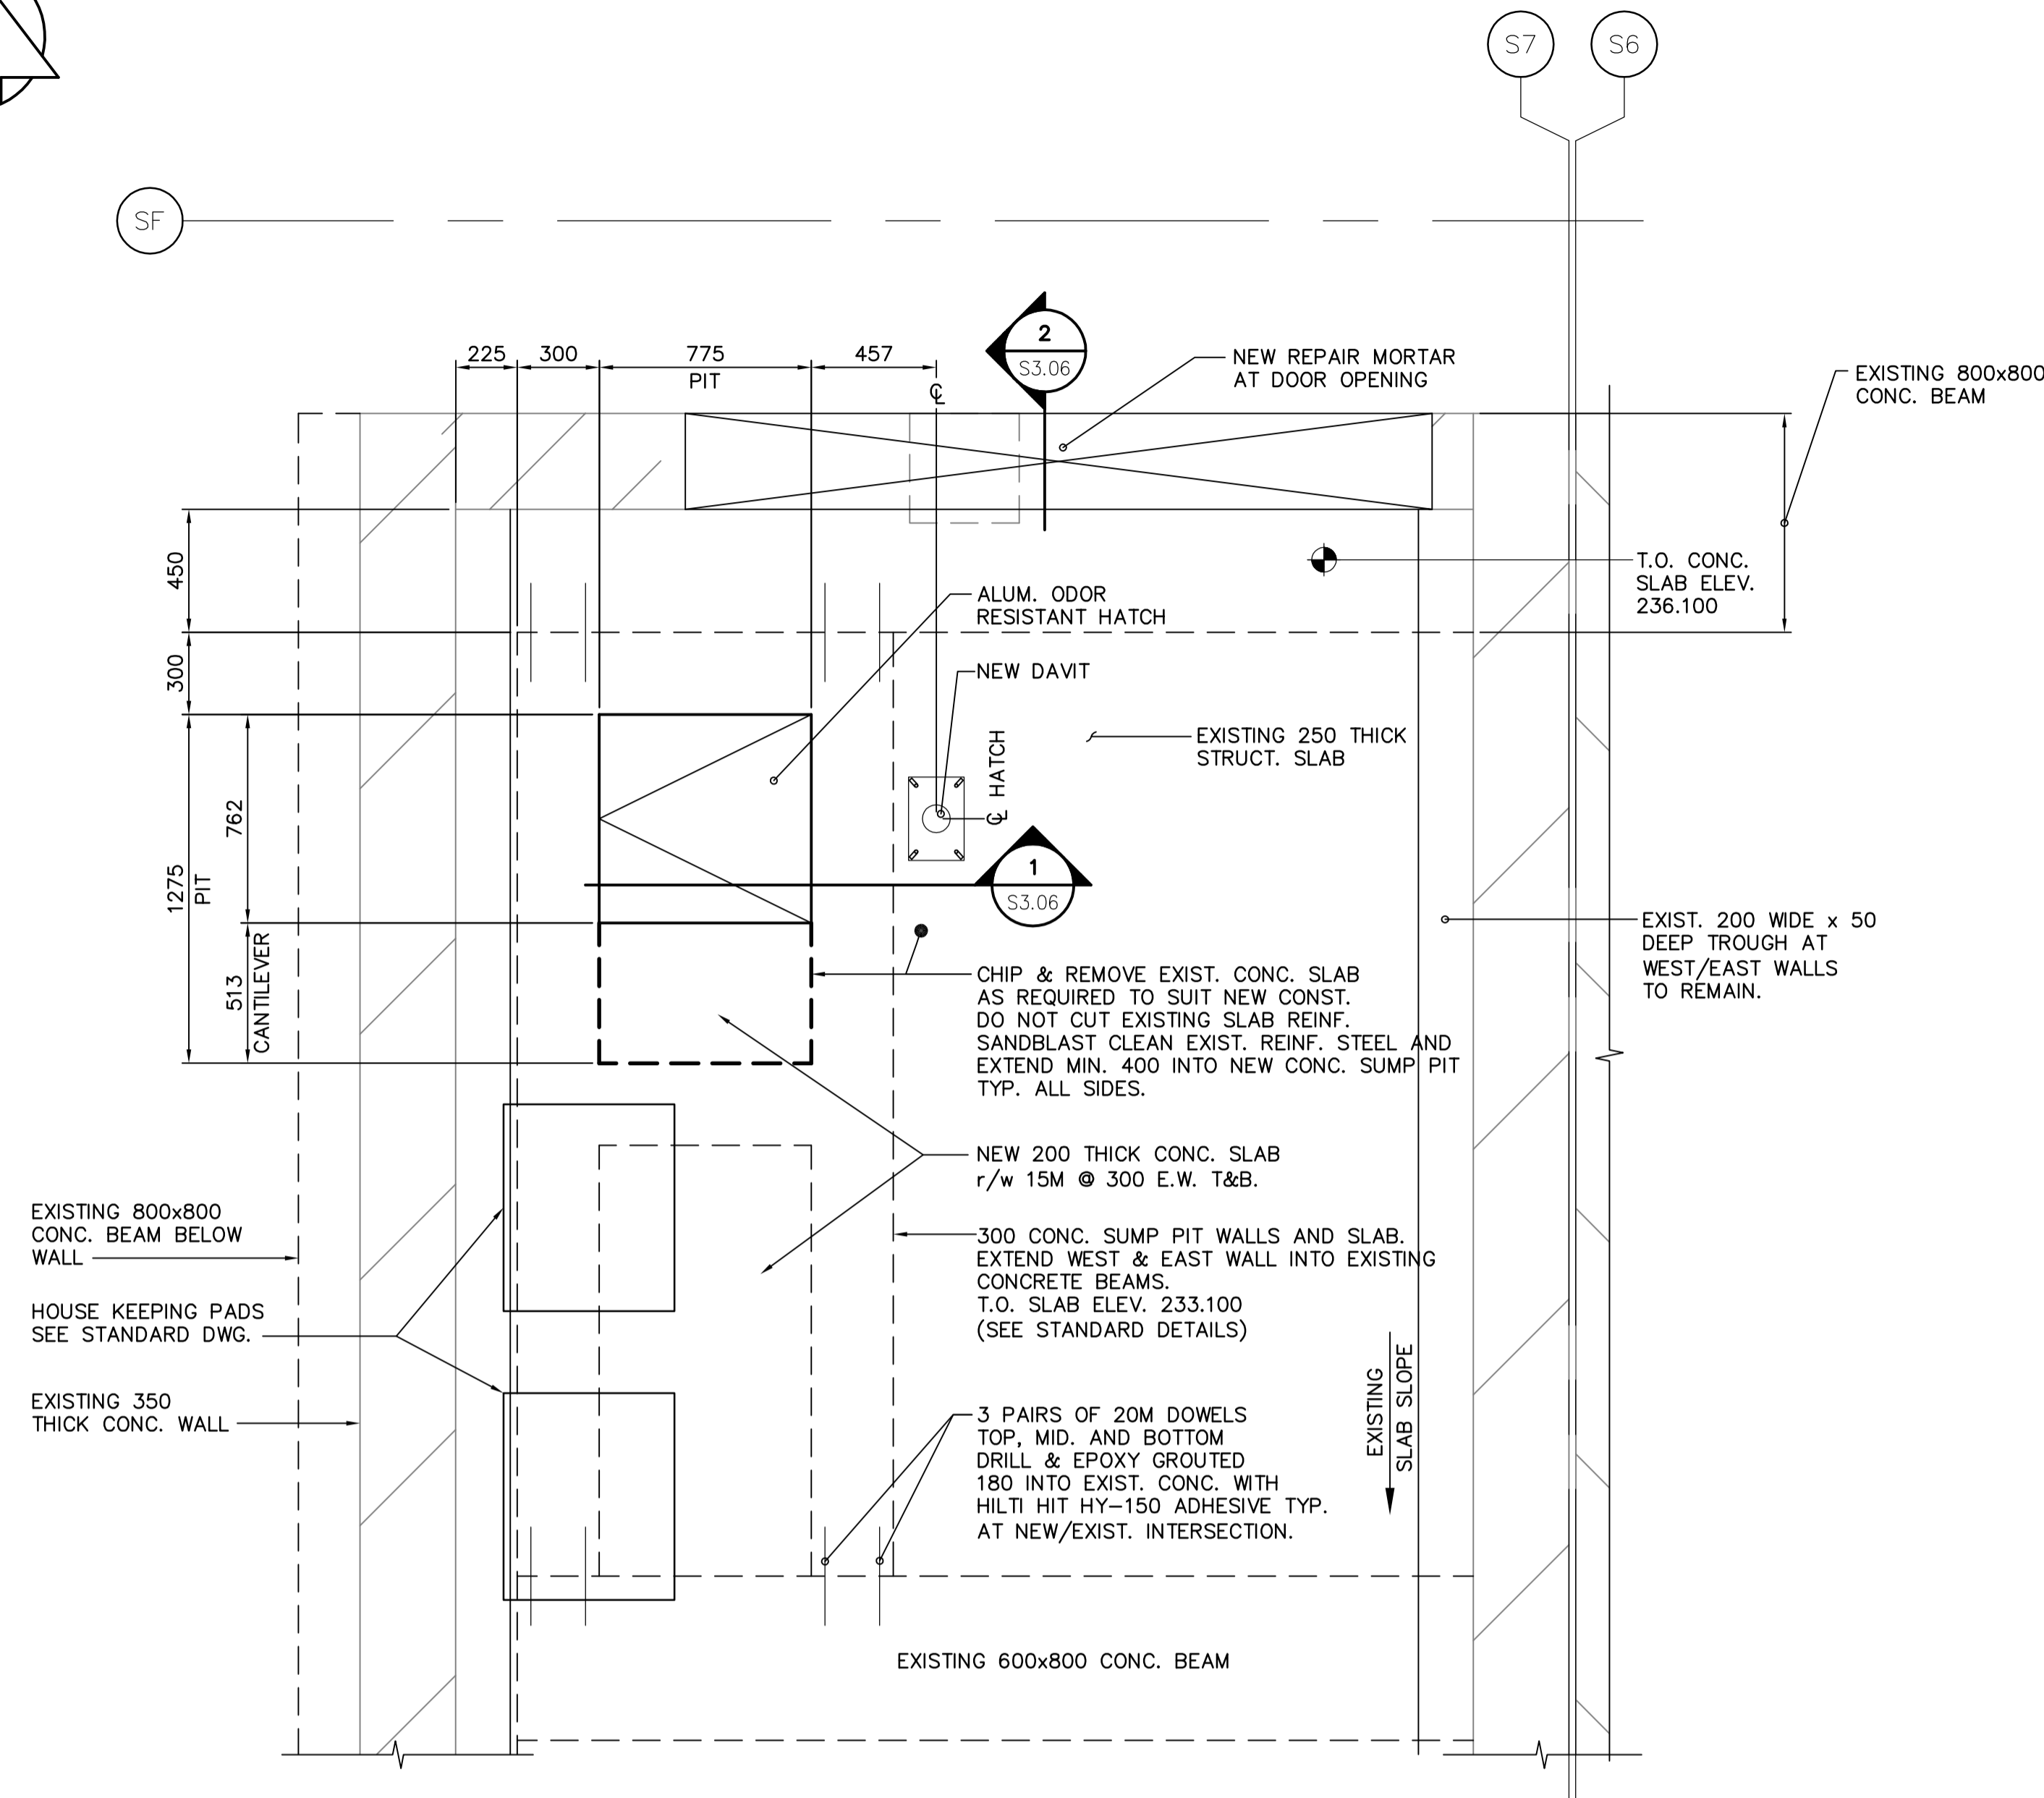 S7
S6
SF
2
S3.06
NEW REPAIR MORTAR
AT DOOR OPENING
EXISTING 800x800
CONC. BEAM
225
300
775
PIT
457
℄
T.O. CONC.
SLAB ELEV.
236.100
450
300
ALUM. ODOR
RESISTANT HATCH
NEW DAVIT
℄ HATCH
EXISTING 250 THICK
STRUCT. SLAB
762
1275
PIT
513
CANTILEVER
1
S3.06
EXIST. 200 WIDE x 50
DEEP TROUGH AT
WEST/EAST WALLS
TO REMAIN.
CHIP & REMOVE EXIST. CONC. SLAB
AS REQUIRED TO SUIT NEW CONST.
DO NOT CUT EXISTING SLAB REINF.
SANDBLAST CLEAN EXIST. REINF. STEEL AND
EXTEND MIN. 400 INTO NEW CONC. SUMP PIT
TYP. ALL SIDES.
NEW 200 THICK CONC. SLAB
r/w 15M @ 300 E.W. T&B.
EXISTING 800x800
CONC. BEAM BELOW
WALL
300 CONC. SUMP PIT WALLS AND SLAB.
EXTEND WEST & EAST WALL INTO EXISTING
CONCRETE BEAMS.
T.O. SLAB ELEV. 233.100
(SEE STANDARD DETAILS)
HOUSE KEEPING PADS
SEE STANDARD DWG.
EXISTING 350
THICK CONC. WALL
EXISTING
SLAB SLOPE
3 PAIRS OF 20M DOWELS
TOP, MID. AND BOTTOM
DRILL & EPOXY GROUTED
180 INTO EXIST. CONC. WITH
HILTI HIT HY-150 ADHESIVE TYP.
AT NEW/EXIST. INTERSECTION.
EXISTING 600x800 CONC. BEAM